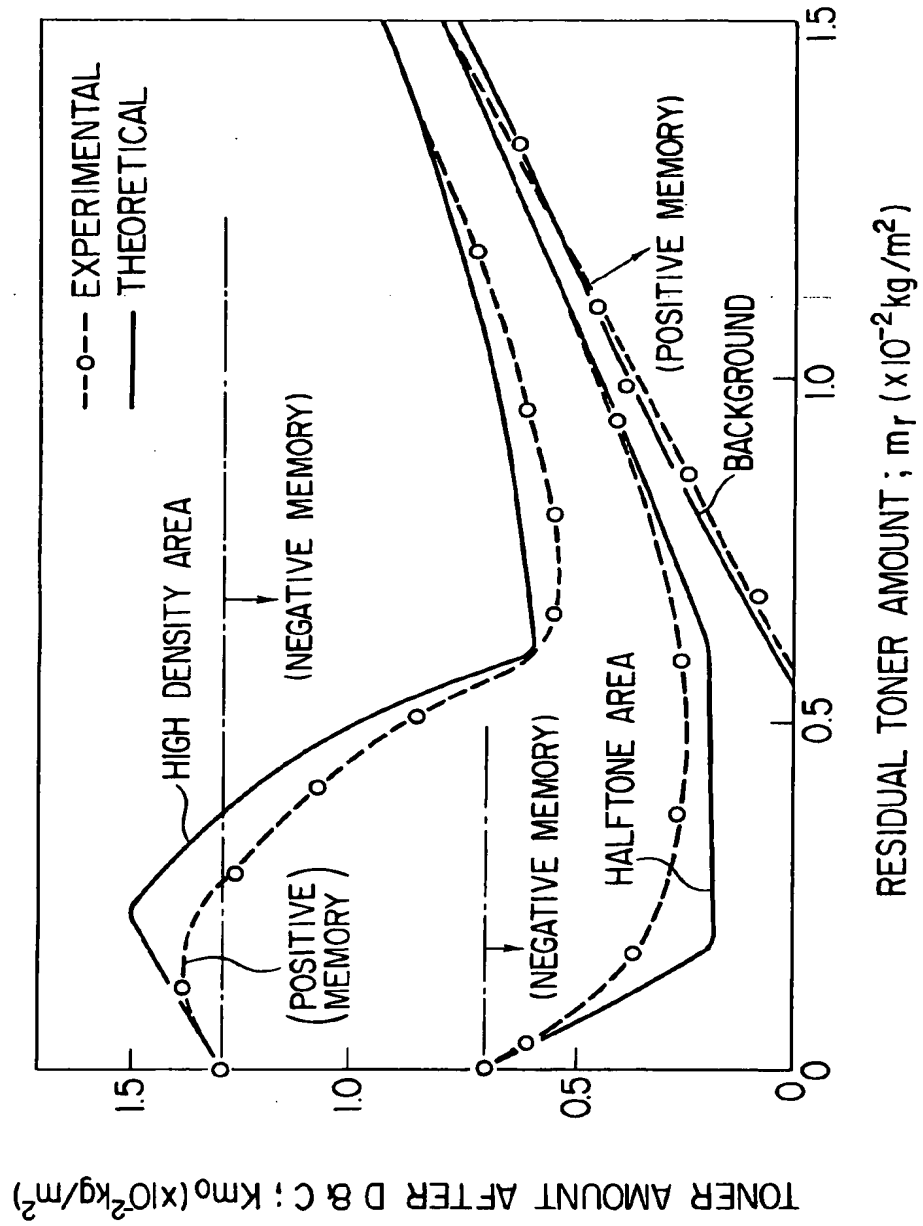 --o-- EXPERIMENTAL
THEORETICAL
HIGH DENSITY AREA
(NEGATIVE MEMORY)
(POSITIVE
MEMORY)
(NEGATIVE MEMORY)
HALFTONE AREA
(POSITIVE MEMORY)
BACKGROUND
1.5
1.0
0.5
0
0
0.5
1.0
1.5
TONER AMOUNT AFTER D & C ; Km₀ (x10⁻²kg/m²)
RESIDUAL TONER AMOUNT ; mᵣ (x10⁻²kg/m²)